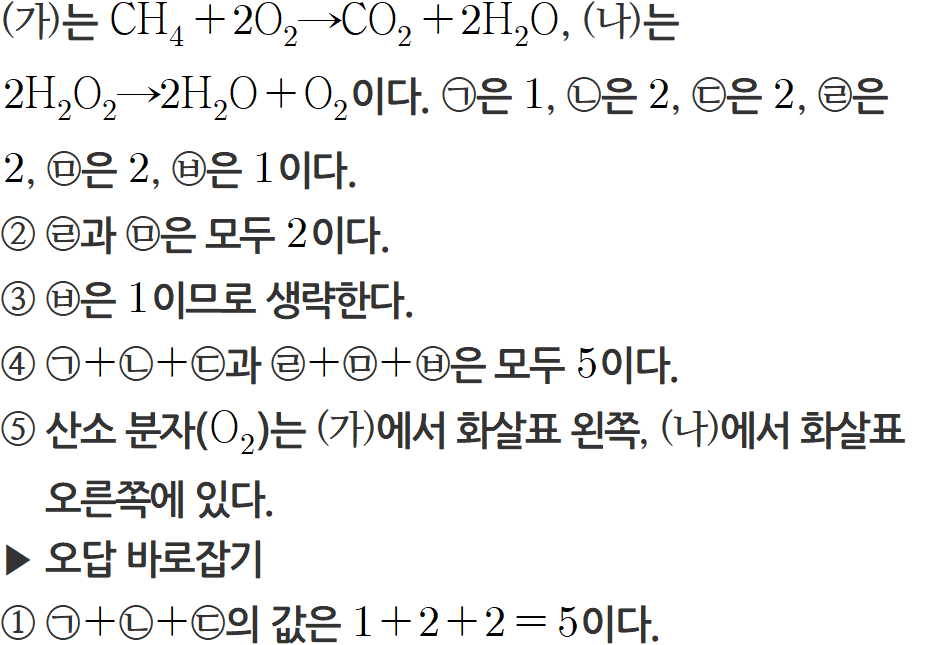 (가)는 CH₄+2O₂→CO₂+2H₂O, (나)는
2H₂O₂→2H₂O+O₂이다. ㉠은 1, ㉡은 2, ㉢은 2, ㉣은
2, ㉤은 2, ㉥은 1이다.
② ㉣과 ㉤은 모두 2이다.
③ ㉥은 1이므로 생략한다.
④ ㉠+㉡+㉢과 ㉣+㉤+㉥은 모두 5이다.
⑤ 산소 분자(O₂)는 (가)에서 화살표 왼쪽, (나)에서 화살표
오른쪽에 있다.
▶ 오답 바로잡기
① ㉠+㉡+㉢의 값은 1+2+2=5이다.